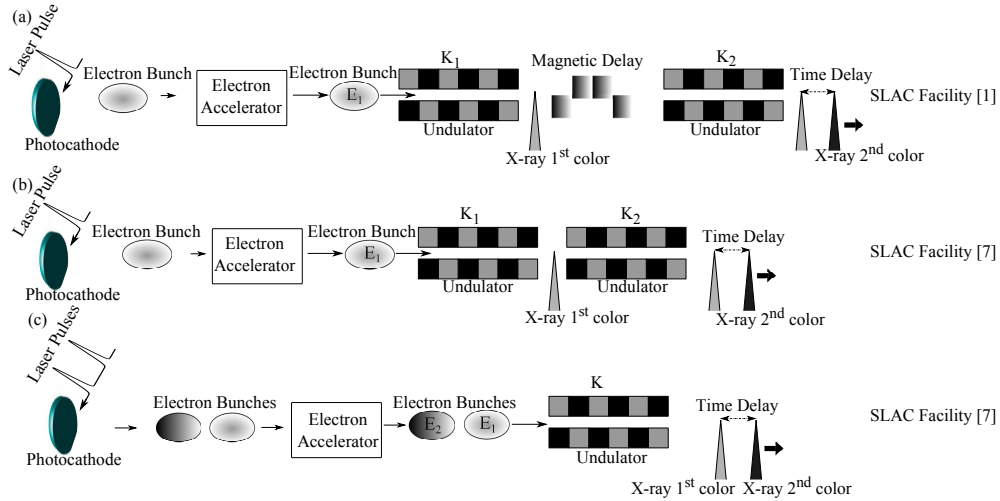 (a)
Laser Pulse
Electron Bunch
Photocathode
Electron
Accelerator
Electron Bunch
E1
K1
Undulator
X-ray 1st color
Magnetic Delay
K2
Time Delay
X-ray 2nd color
SLAC Facility [1]
(b)
Laser Pulse
Electron Bunch
Photocathode
Electron
Accelerator
Electron Bunch
E1
K1
Undulator
X-ray 1st color
K2
Undulator
Time Delay
X-ray 2nd color
SLAC Facility [7]
(c)
Laser Pulses
Photocathode
Electron Bunches
Electron
Accelerator
Electron Bunches
E2
E1
K
Undulator
Time Delay
X-ray 1st color
X-ray 2nd color
SLAC Facility [7]